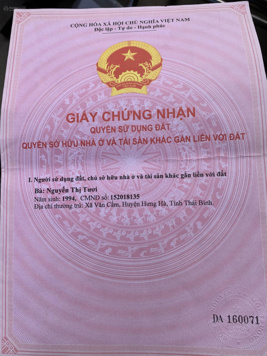 CỘNG HÒA XÃ HỘI CHỦ NGHĨA VIỆT NAM
Độc lập - Tự do - Hạnh phúc
GIẤY CHỨNG NHẬN
QUYỀN SỬ DỤNG ĐẤT
QUYỀN SỞ HỮU NHÀ Ở VÀ TÀI SẢN KHÁC GẮN LIỀN VỚI ĐẤT
I. Người sử dụng đất, chủ sở hữu nhà ở và tài sản khác gắn liền với đất
Bà: Nguyễn Thị Tươi
Năm sinh: 1994, CMND số: 152018135
Địa chỉ thường trú: Xã Văn Cẩm, Huyện Hưng Hà, Tỉnh Thái Bình.
DA 160071